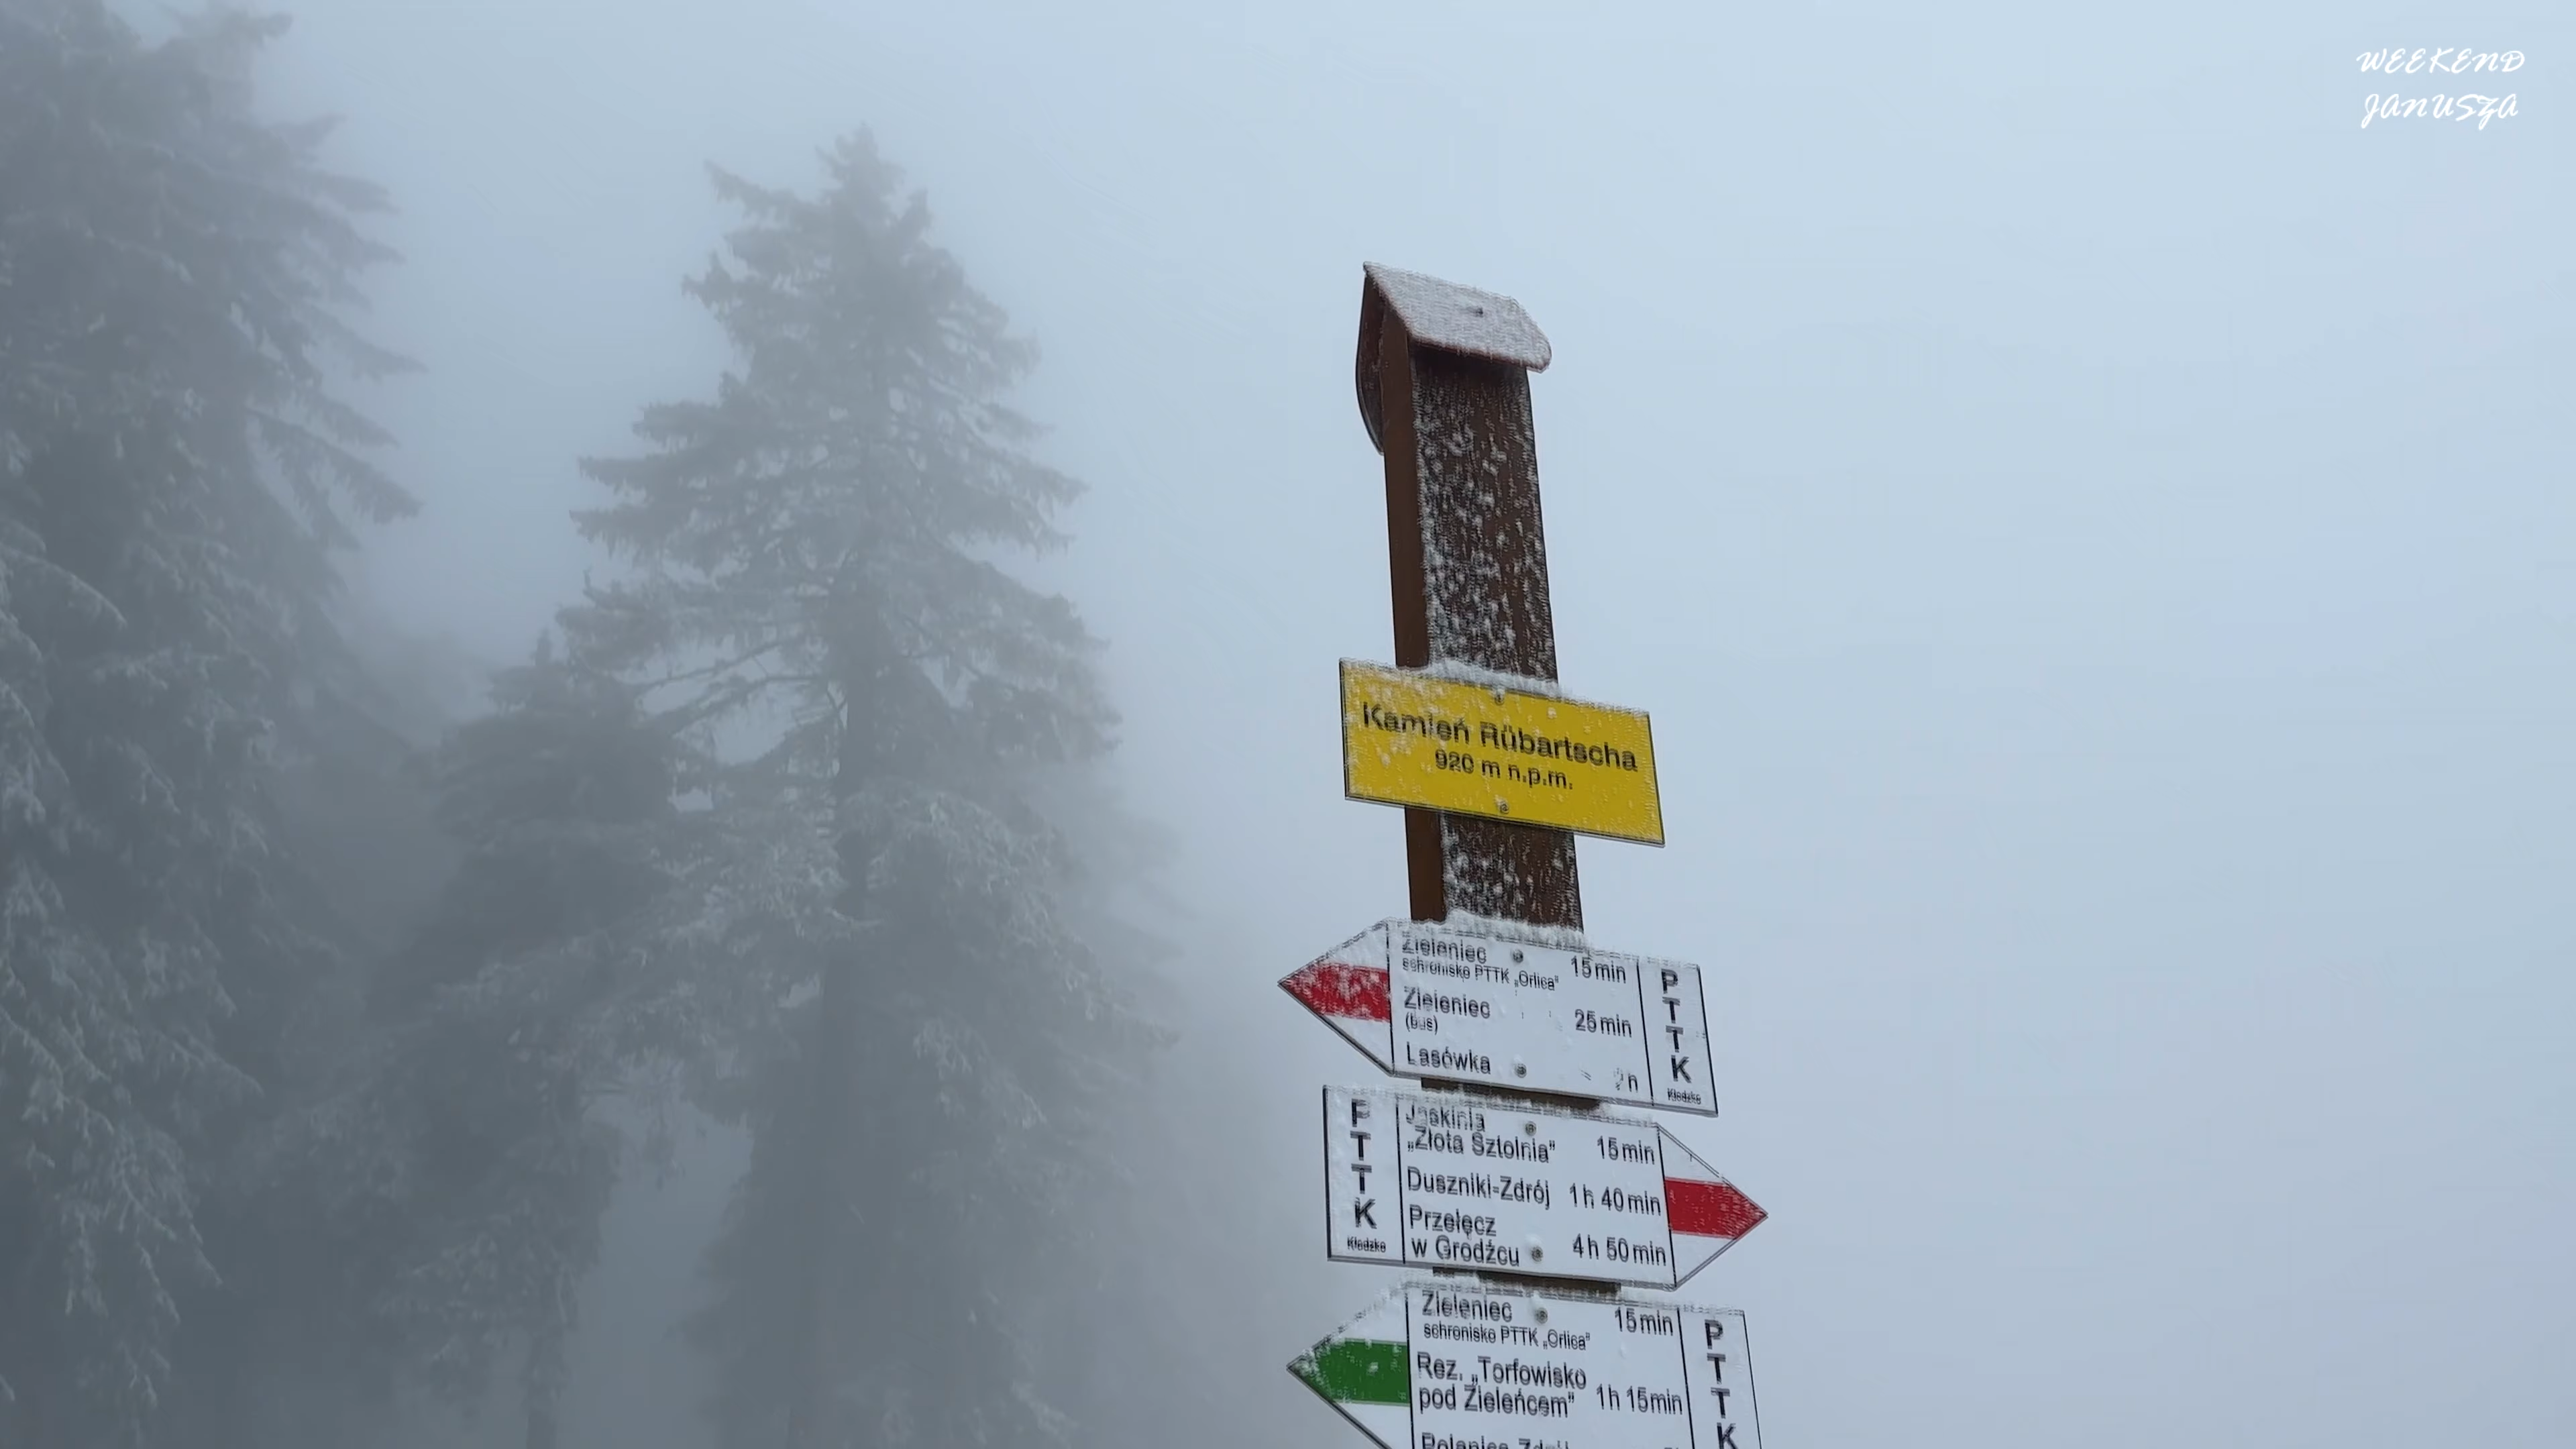 WEEKEND
JANUSZA
Kamień Rübartscha
920 m n.p.m.
Zieleniec 15 min
schronisko PTTK „Orlica"
Zieleniec 25 min
(bus)
Lasówka h
PTTK
Kłodzko
PTTK
Kłodzko
Jaskinia
„Złota Sztolnia" 15 min
Duszniki-Zdrój 1 h 40 min
Przełęcz
w Grodźcu 4 h 50 min
Zieleniec 15 min
schronisko PTTK „Orlica"
Rez. „Torfowisko
pod Zieleńcem" 1 h 15 min
PTTK